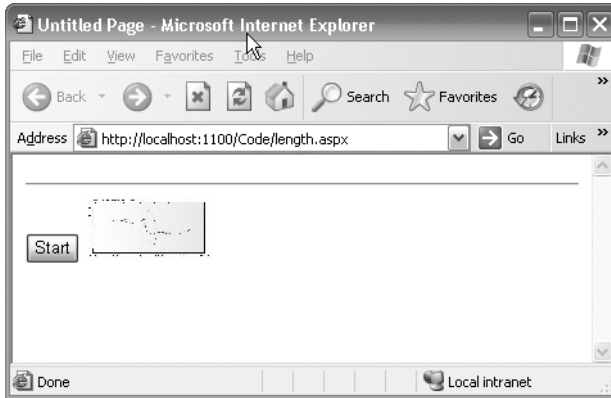 Untitled Page - Microsoft Internet Explorer
File Edit View Favorites Tools Help
Back Search Favorites »
Address http://localhost:1100/Code/length.aspx Go Links »
Start
Done Local intranet